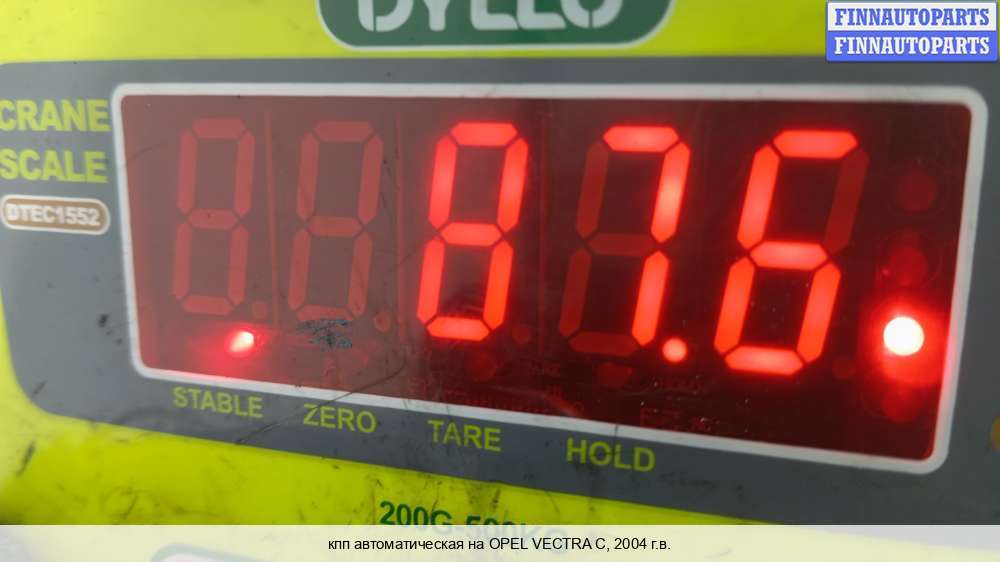 FINNAUTOPARTS
FINNAUTOPARTS
CRANE
SCALE
DTEC1552
87.6
STABLE ZERO TARE HOLD
кпп автоматическая на OPEL VECTRA C, 2004 г.в.